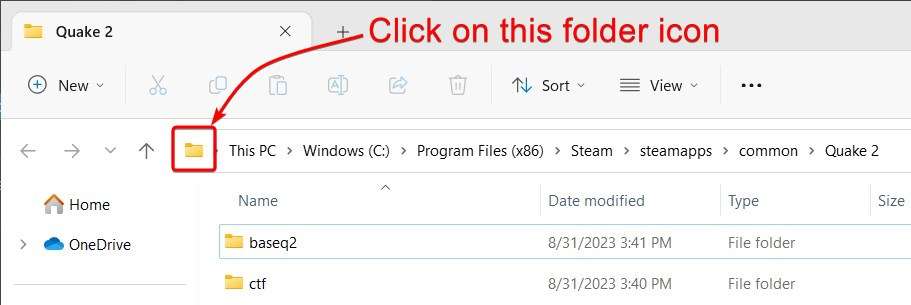 Quake 2
Click on this folder icon
New
Sort
View
This PC > Windows (C:) > Program Files (x86) > Steam > steamapps > common > Quake 2
Name Date modified Type Size
Home
OneDrive
baseq2 8/31/2023 3:41 PM File folder
ctf 8/31/2023 3:40 PM File folder